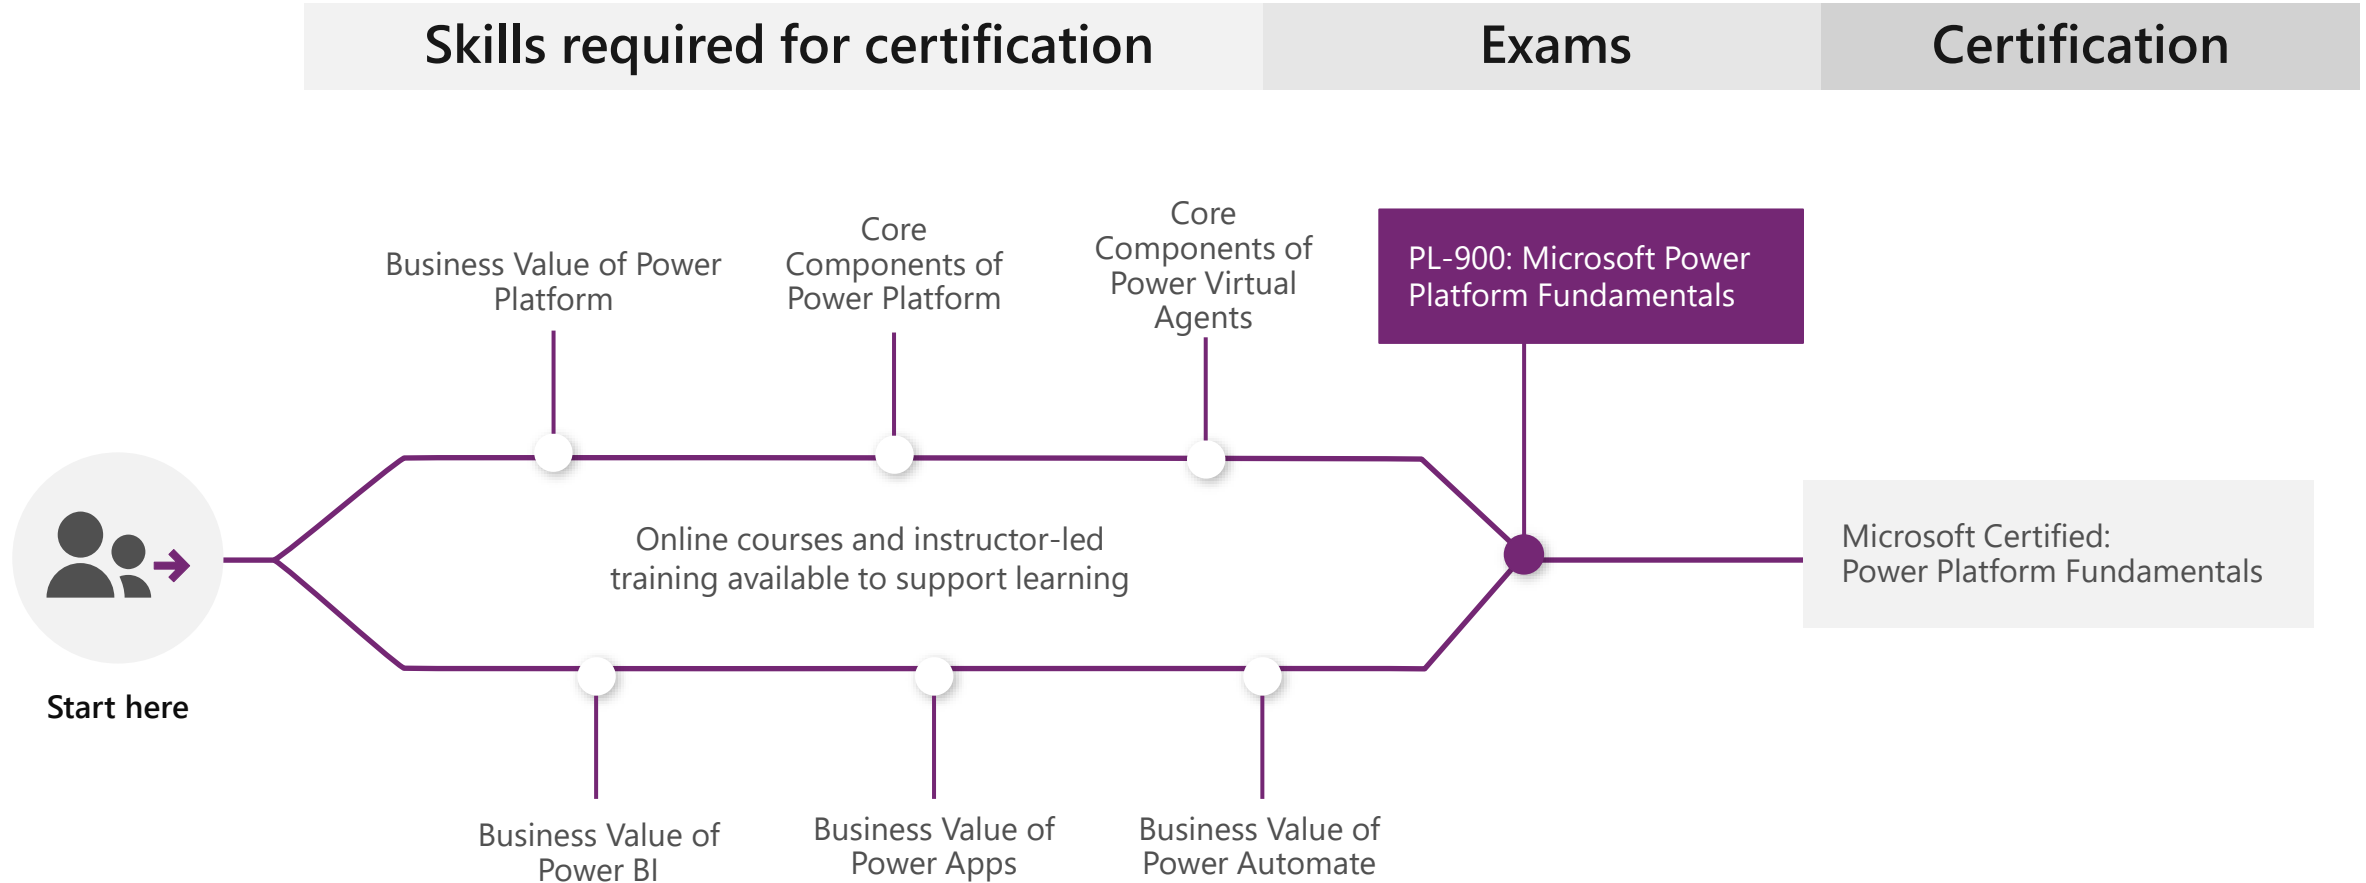 Skills required for certification
Exams
Certification
Business Value of Power
Platform
Core
Components of
Power Platform
Core
Components of
Power Virtual
Agents
PL-900: Microsoft Power
Platform Fundamentals
Online courses and instructor-led
training available to support learning
Microsoft Certified:
Power Platform Fundamentals
Start here
Business Value of
Power BI
Business Value of
Power Apps
Business Value of
Power Automate